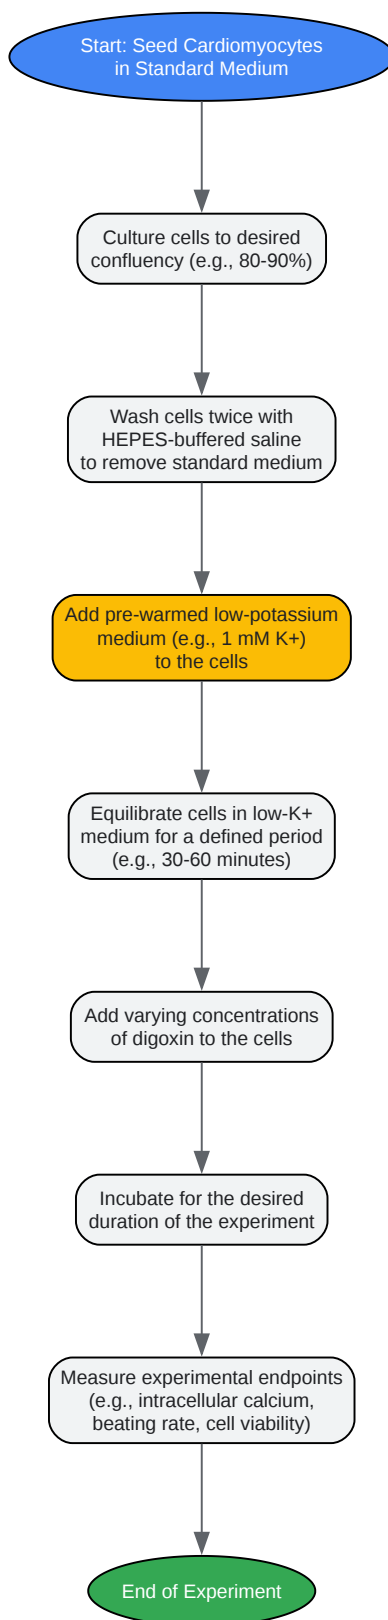 Start: Seed Cardiomyocytes
in Standard Medium
Culture cells to desired
confluency (e.g., 80-90%)
Wash cells twice with
HEPES-buffered saline
to remove standard medium
Add pre-warmed low-potassium
medium (e.g., 1 mM K+)
to the cells
Equilibrate cells in low-K+
medium for a defined period
(e.g., 30-60 minutes)
Add varying concentrations
of digoxin to the cells
Incubate for the desired
duration of the experiment
Measure experimental endpoints
(e.g., intracellular calcium,
beating rate, cell viability)
End of Experiment